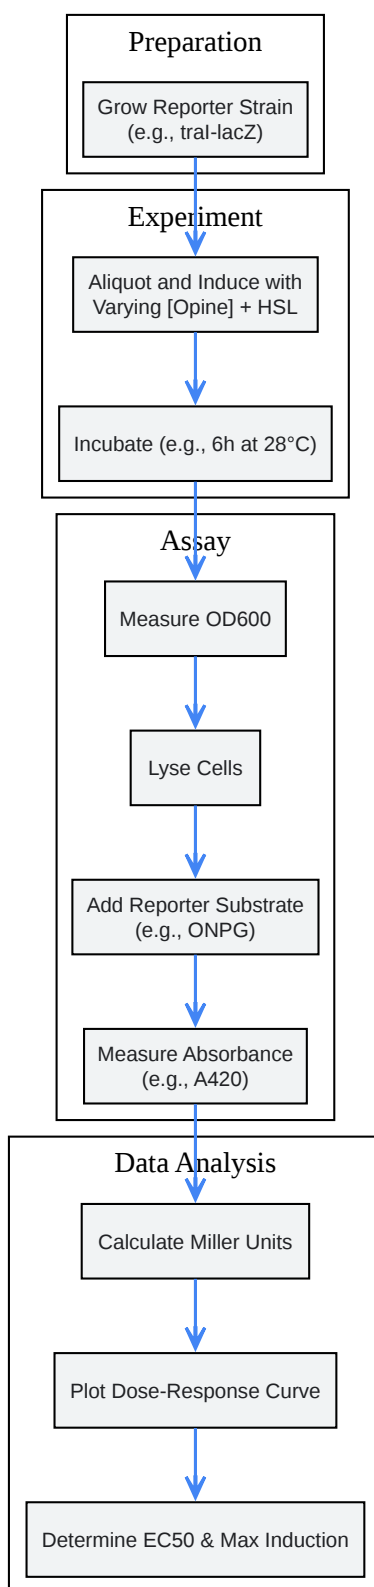 Preparation
Grow Reporter Strain
(e.g., traI-lacZ)
Experiment
Aliquot and Induce with
Varying [Opine] + HSL
Incubate (e.g., 6h at 28°C)
Assay
Measure OD600
Lyse Cells
Add Reporter Substrate
(e.g., ONPG)
Measure Absorbance
(e.g., A420)
Data Analysis
Calculate Miller Units
Plot Dose-Response Curve
Determine EC50 & Max Induction